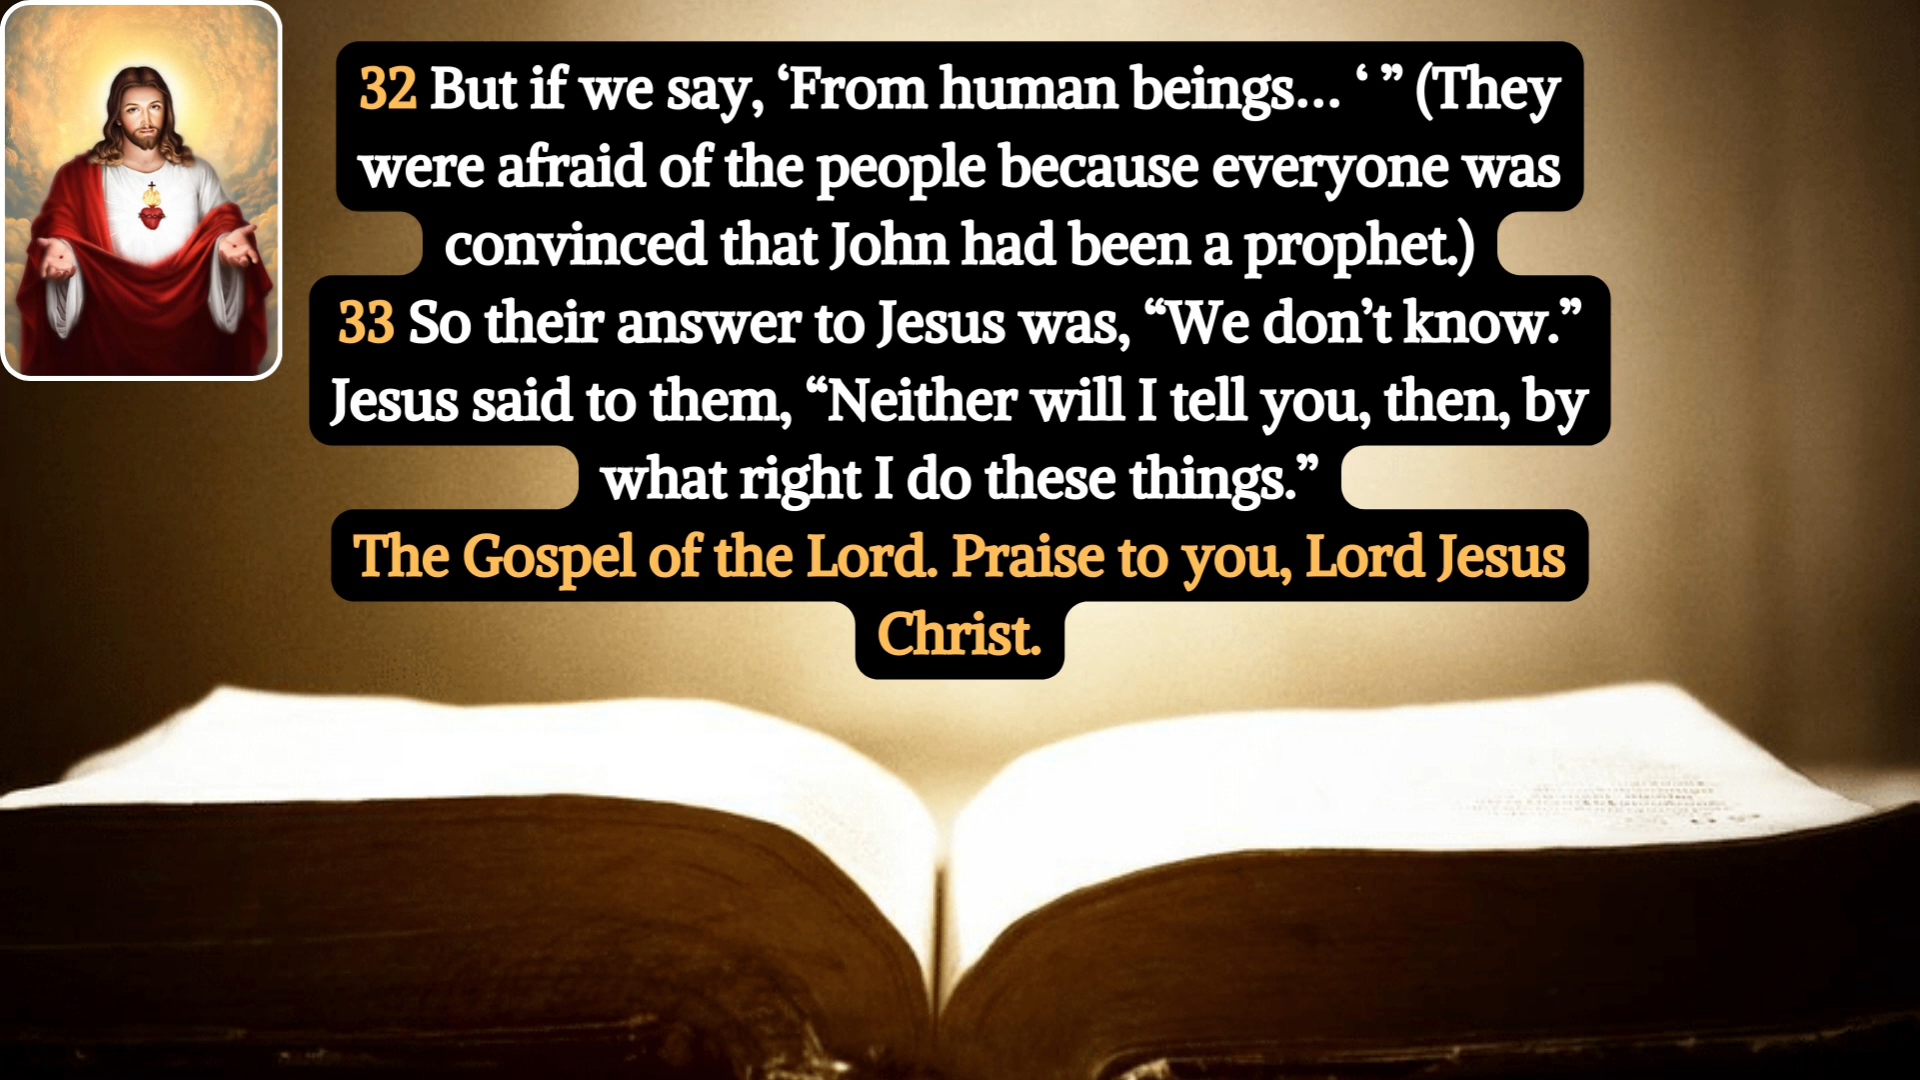 32 But if we say, ‘From human beings... ‘ ” (They
were afraid of the people because everyone was
convinced that John had been a prophet.)
33 So their answer to Jesus was, “We don’t know.”
Jesus said to them, “Neither will I tell you, then, by
what right I do these things.”
The Gospel of the Lord. Praise to you, Lord Jesus
Christ.